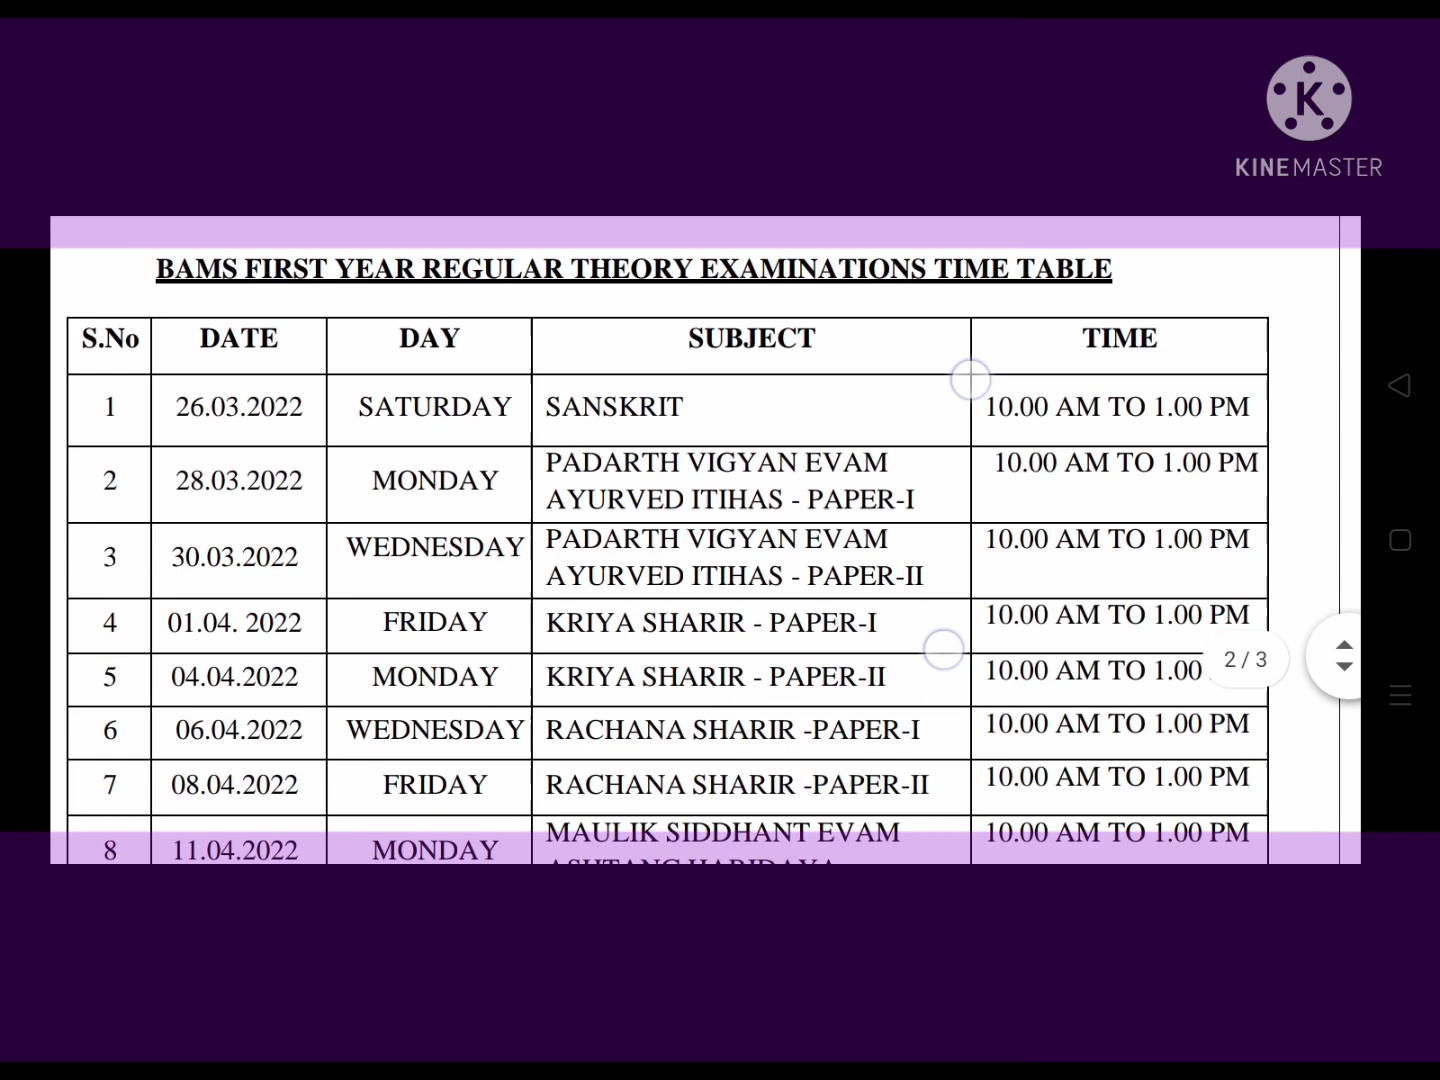 KINEMASTER
BAMS FIRST YEAR REGULAR THEORY EXAMINATIONS TIME TABLE
S.No DATE DAY SUBJECT TIME
1 26.03.2022 SATURDAY SANSKRIT 10.00 AM TO 1.00 PM
2 28.03.2022 MONDAY PADARTH VIGYAN EVAM 10.00 AM TO 1.00 PM
AYURVED ITIHAS - PAPER-I
3 30.03.2022 WEDNESDAY PADARTH VIGYAN EVAM 10.00 AM TO 1.00 PM
AYURVED ITIHAS - PAPER-II
4 01.04. 2022 FRIDAY KRIYA SHARIR - PAPER-I 10.00 AM TO 1.00 PM
5 04.04.2022 MONDAY KRIYA SHARIR - PAPER-II 10.00 AM TO 1.00
2 / 3
6 06.04.2022 WEDNESDAY RACHANA SHARIR -PAPER-I 10.00 AM TO 1.00 PM
7 08.04.2022 FRIDAY RACHANA SHARIR -PAPER-II 10.00 AM TO 1.00 PM
8 11.04.2022 MONDAY MAULIK SIDDHANT EVAM 10.00 AM TO 1.00 PM